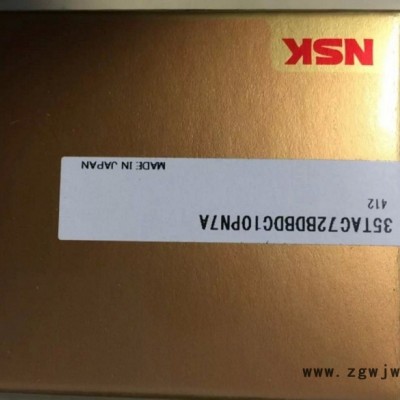 NSK
35TAC72BDBDC10PN7A
412
MADE IN JAPAN
www.zgwjw